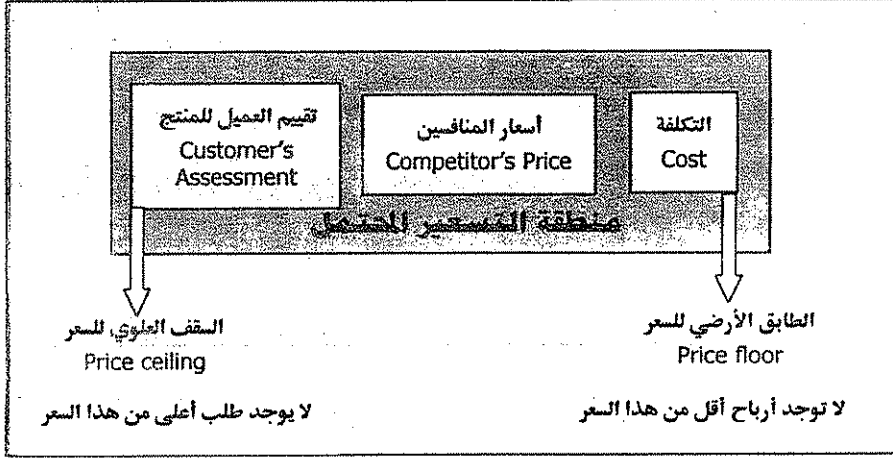 التكلفة
Cost
أسعار المنافسين
Competitor's Price
تقييم العميل للمنتج
Customer's
Assessment
منطقة التسعير المحتمل
الطابق الأرضي للسعر
Price floor
لا توجد أرباح أقل من هذا السعر
السقف العلوي للسعر
Price ceiling
لا يوجد طلب أعلى من هذا السعر